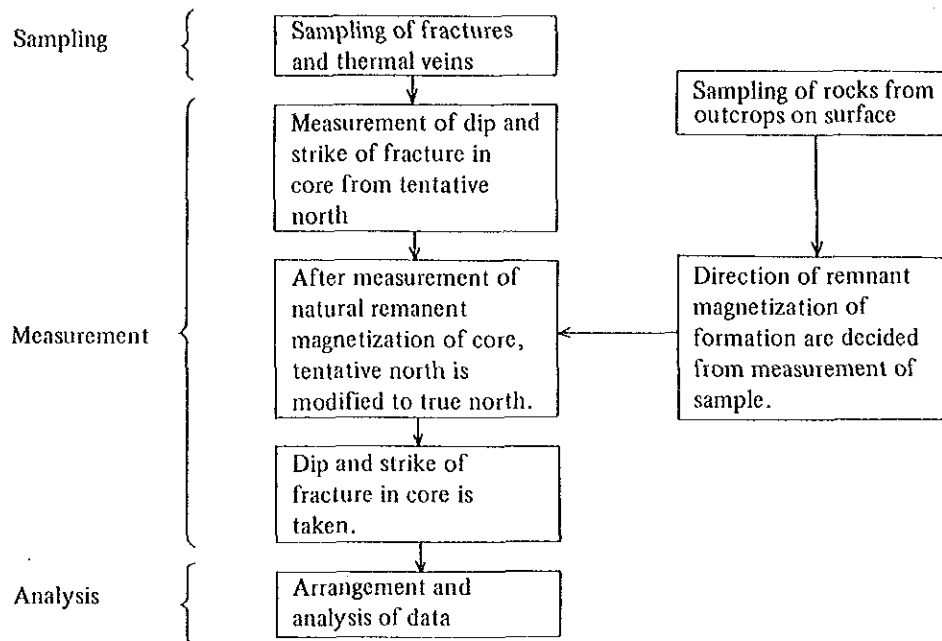 Sampling
Sampling of fractures
and thermal veins
Sampling of rocks from
outcrops on surface
Measurement of dip and
strike of fracture in
core from tentative
north
Measurement
After measurement of
natural remanent
magnetization of core,
tentative north is
modified to true north.
Direction of remnant
magnetization of
formation are decided
from measurement of
sample.
Dip and strike of
fracture in core is
taken.
Analysis
Arrangement and
analysis of data